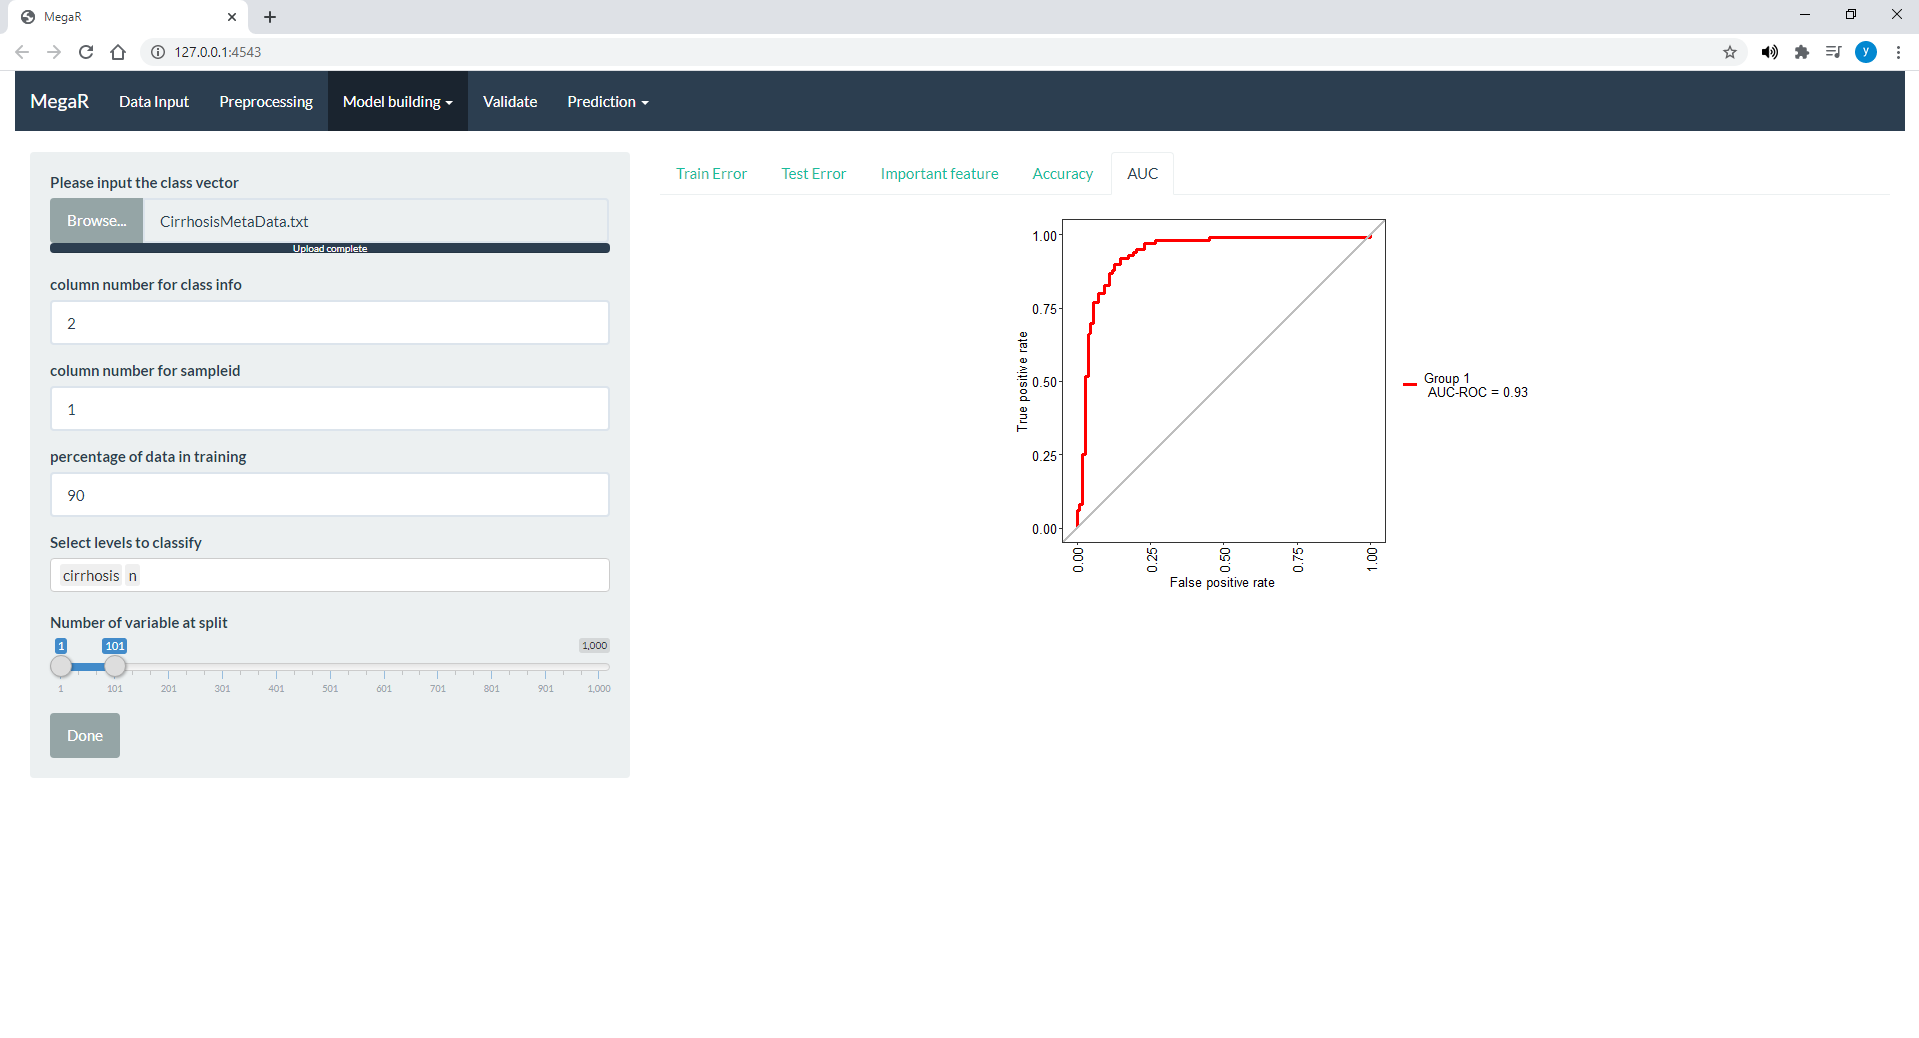 MegaR
127.0.0.1:4543
y
MegaR Data Input Preprocessing Model building Validate Prediction
Please input the class vector
Browse... CirrhosisMetaData.txt
Upload complete
column number for class info
2
column number for sampleid
1
percentage of data in training
90
Select levels to classify
cirrhosis n
Number of variable at split
1 101 1,000
1 101 201 301 401 501 601 701 801 901 1,000
Done
Train Error Test Error Important feature Accuracy AUC
1.00
0.75
0.50
0.25
0.00
True positive rate
0.00 0.25 0.50 0.75 1.00
False positive rate
Group 1
AUC-ROC = 0.93